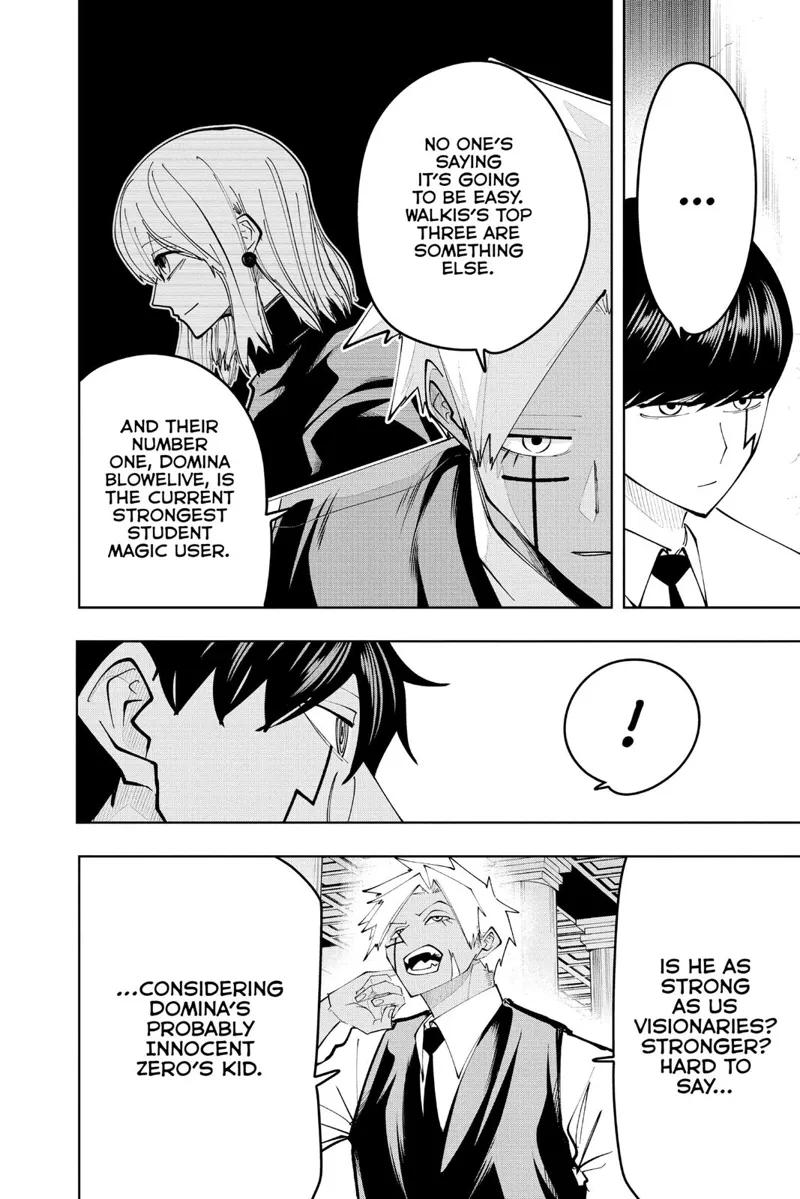 ...
NO ONE'S
SAYING
IT'S GOING
TO BE EASY.
WALKIS'S TOP
THREE ARE
SOMETHING
ELSE.
AND THEIR
NUMBER
ONE, DOMINA
BLOWELIVE, IS
THE CURRENT
STRONGEST
STUDENT
MAGIC USER.
!
IS HE AS
STRONG
AS US
VISIONARIES?
STRONGER?
HARD TO
SAY...
...CONSIDERING
DOMINA'S
PROBABLY
INNOCENT
ZERO'S KID.